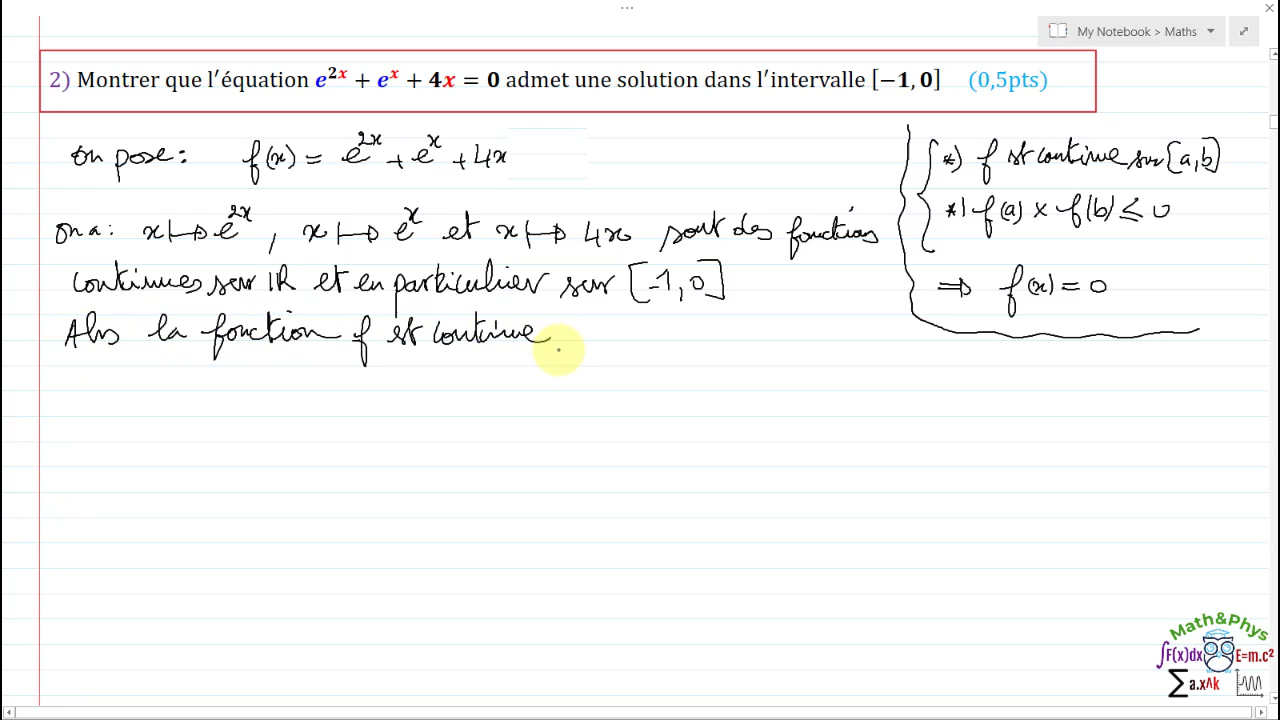 ...
My Notebook > Maths
2) Montrer que l'équation e^{2x} + e^x + 4x = 0 admet une solution dans l'intervalle [−1, 0] (0,5pts)
On pose : f(x) = e^{2x} + e^x + 4x
On a : x ↦ e^{2x}, x ↦ e^x et x ↦ 4x sont des fonctions
continues sur IR et en particulier sur [-1, 0]
Alors la fonction f est continue
*) f est continue sur [a, b]
*) f(a) × f(b) ≤ 0
⇒ f(x) = 0
Math&Phys
∫F(x)dx E=m.c²
∑ a.x^k